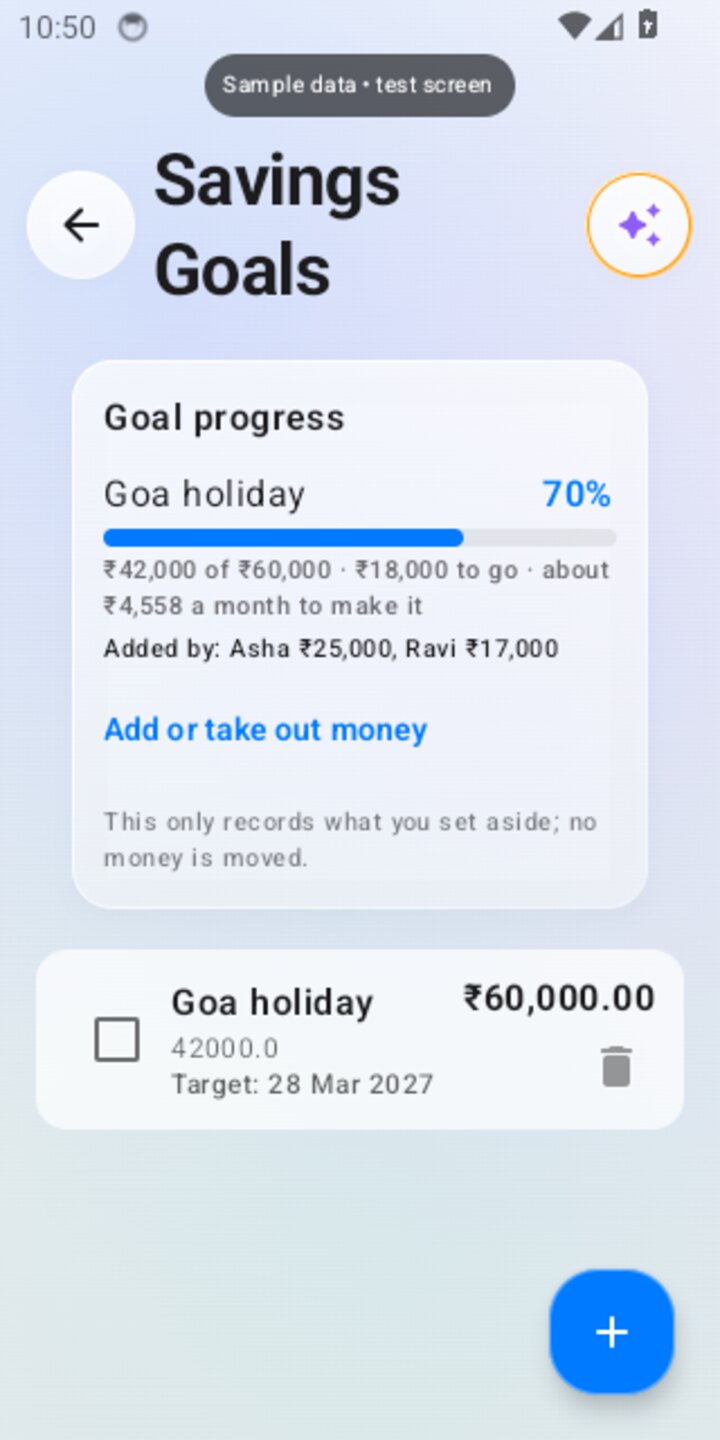 10:50
Sample data • test screen
Savings
Goals
Goal progress
Goa holiday 70%
₹42,000 of ₹60,000 · ₹18,000 to go · about
₹4,558 a month to make it
Added by: Asha ₹25,000, Ravi ₹17,000
Add or take out money
This only records what you set aside; no
money is moved.
Goa holiday ₹60,000.00
42000.0
Target: 28 Mar 2027